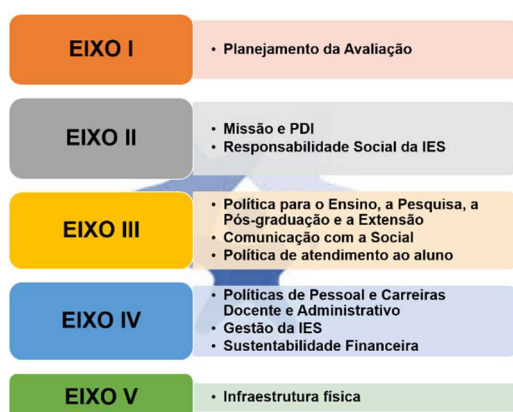 EIXO I
• Planejamento da Avaliação
EIXO II
• Missão e PDI
• Responsabilidade Social da IES
EIXO III
• Política para o Ensino, a Pesquisa, a
Pós-graduação e a Extensão
• Comunicação com a Social
• Política de atendimento ao aluno
EIXO IV
• Políticas de Pessoal e Carreiras
Docente e Administrativo
• Gestão da IES
• Sustentabilidade Financeira
EIXO V
• Infraestrutura física